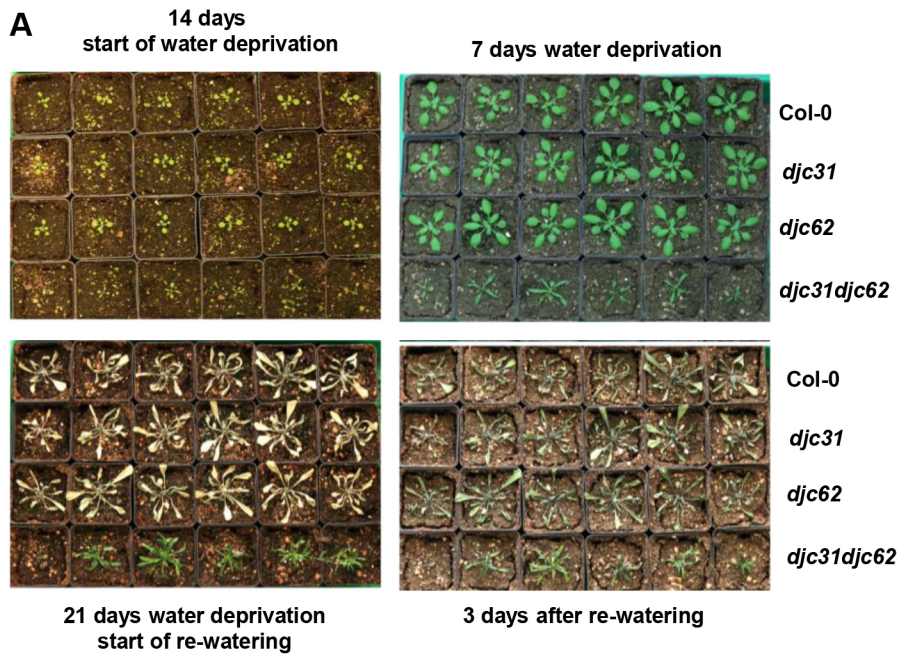 A
14 days
start of water deprivation
7 days water deprivation
Col-0
djc31
djc62
djc31djc62
Col-0
djc31
djc62
djc31djc62
21 days water deprivation
start of re-watering
3 days after re-watering